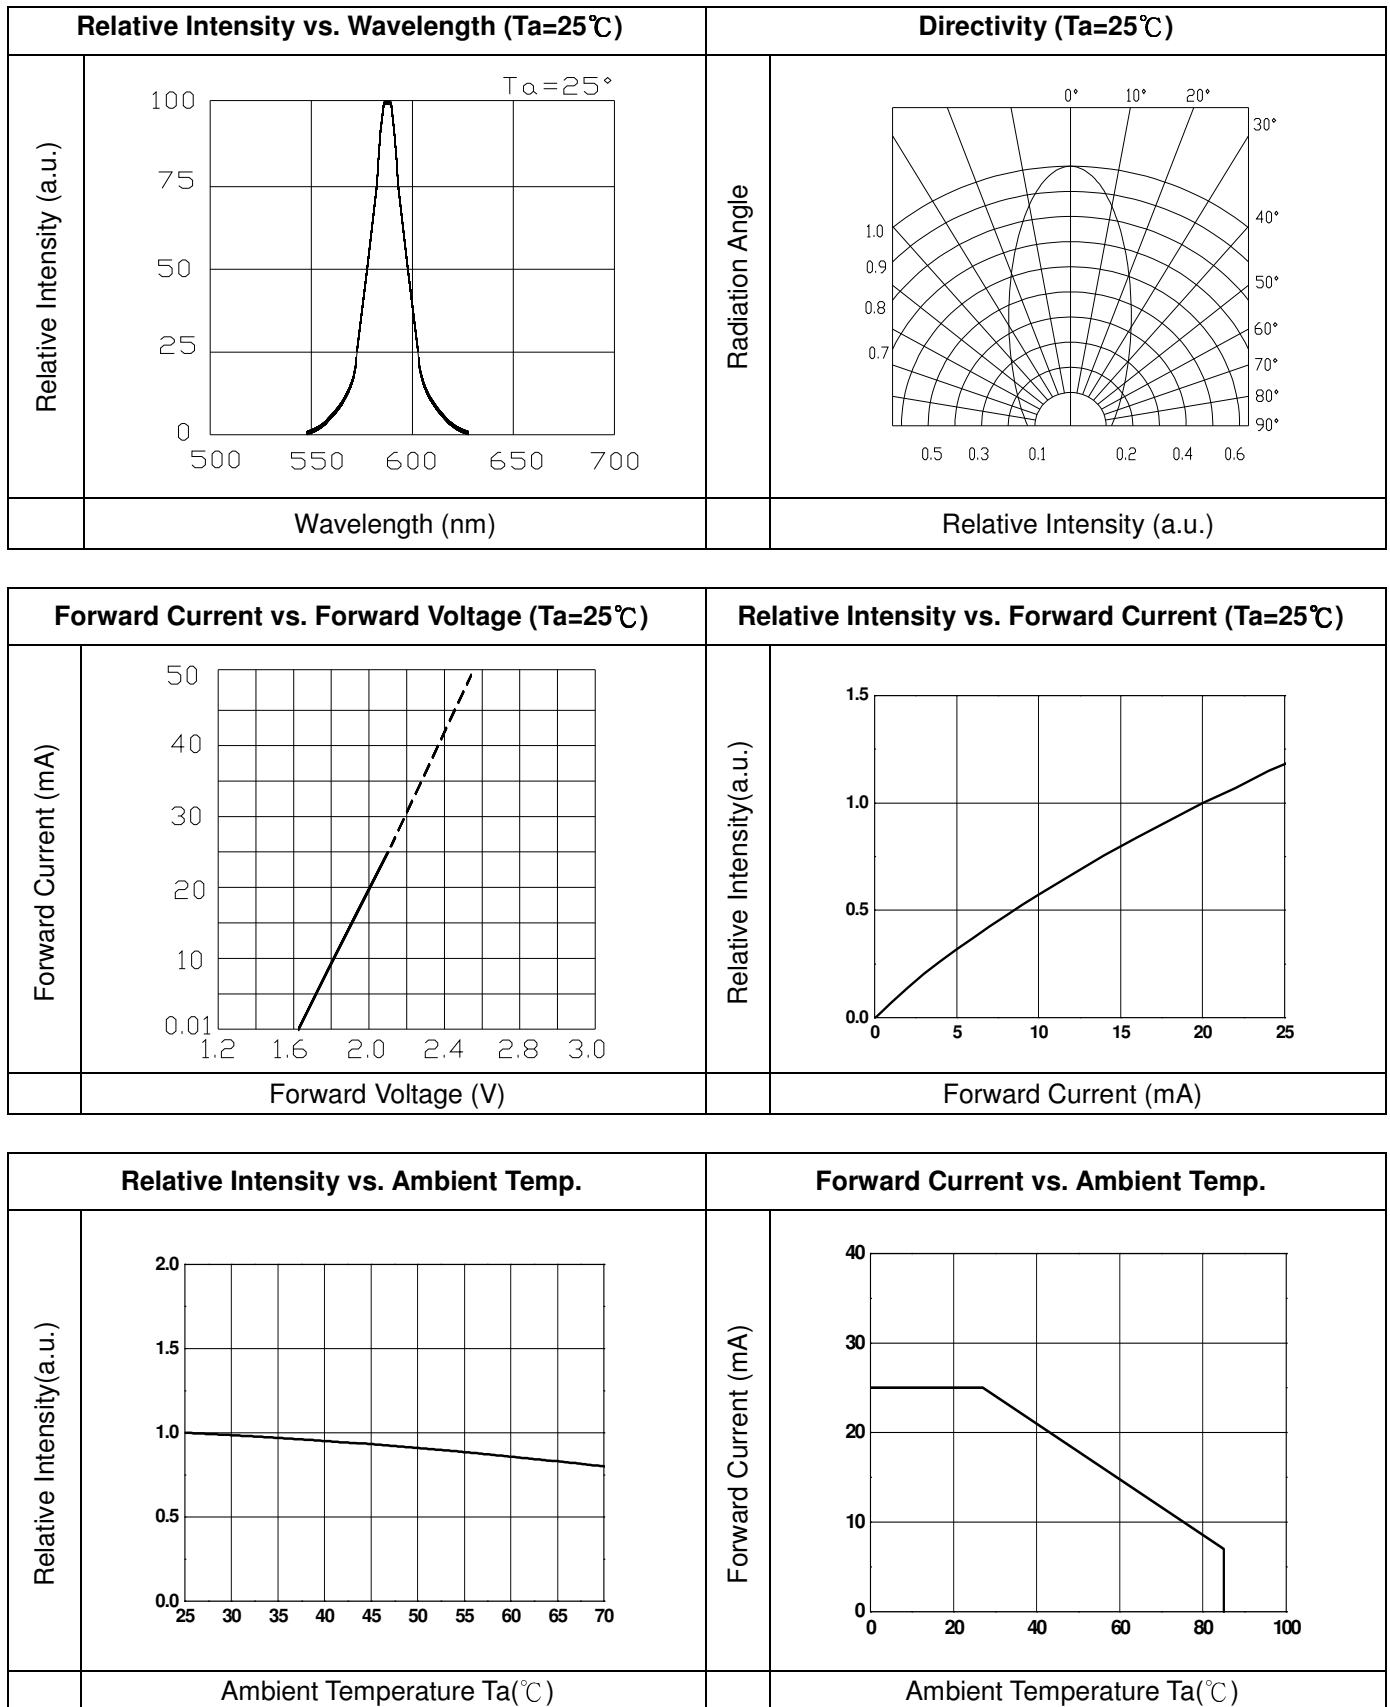 Relative Intensity vs. Wavelength (Ta=25℃)
Directivity (Ta=25℃)
Relative Intensity (a.u.)
Ta=25°
100
75
50
25
0
500 550 600 650 700
Wavelength (nm)
Radiation Angle
0° 10° 20°
30°
40°
50°
60°
70°
80°
90°
1.0
0.9
0.8
0.7
0.5 0.3 0.1 0.2 0.4 0.6
Relative Intensity (a.u.)
Forward Current vs. Forward Voltage (Ta=25℃)
Relative Intensity vs. Forward Current (Ta=25℃)
Forward Current (mA)
50
40
30
20
10
0.01
1.2 1.6 2.0 2.4 2.8 3.0
Forward Voltage (V)
Relative Intensity(a.u.)
1.5
1.0
0.5
0.0
0 5 10 15 20 25
Forward Current (mA)
Relative Intensity vs. Ambient Temp.
Forward Current vs. Ambient Temp.
Relative Intensity(a.u.)
2.0
1.5
1.0
0.5
0.0
25 30 35 40 45 50 55 60 65 70
Ambient Temperature Ta(℃)
Forward Current (mA)
40
30
20
10
0
0 20 40 60 80 100
Ambient Temperature Ta(℃)